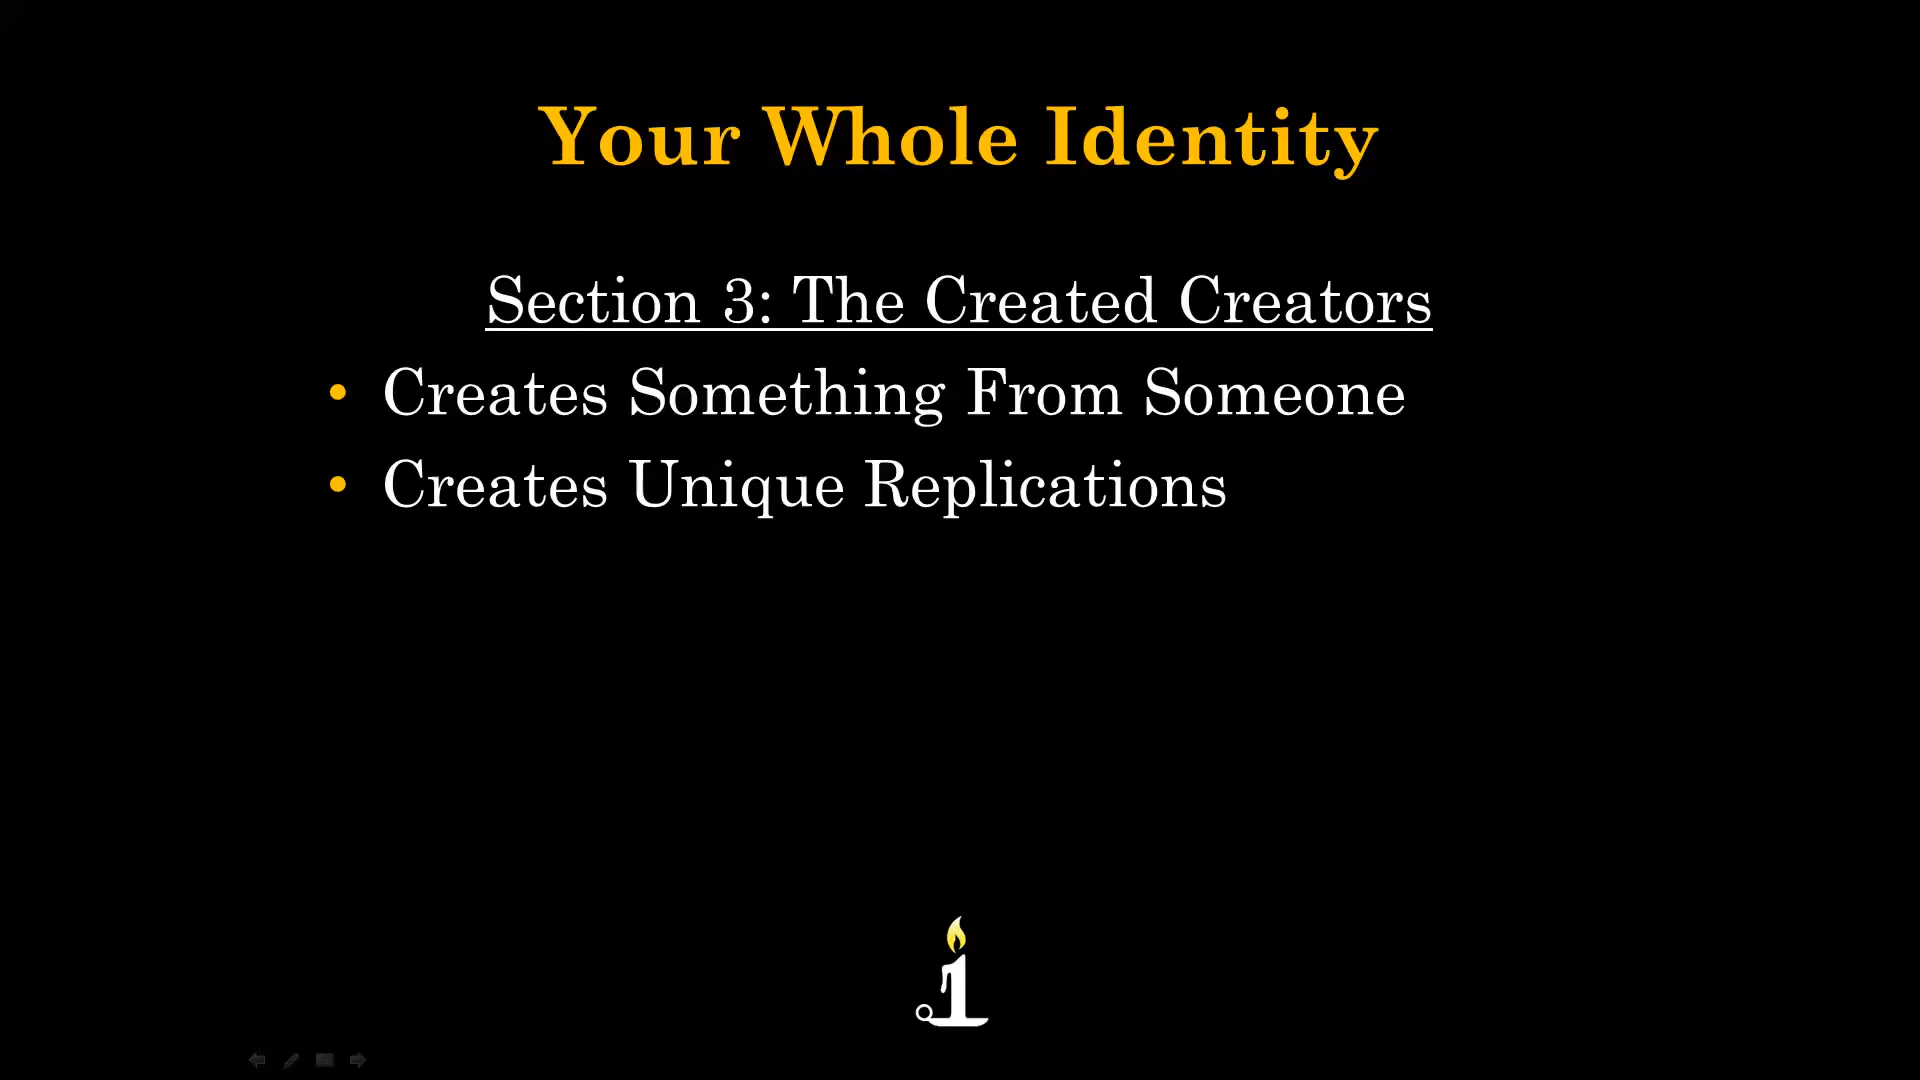 Your Whole Identity
Section 3: The Created Creators
• Creates Something From Someone
• Creates Unique Replications